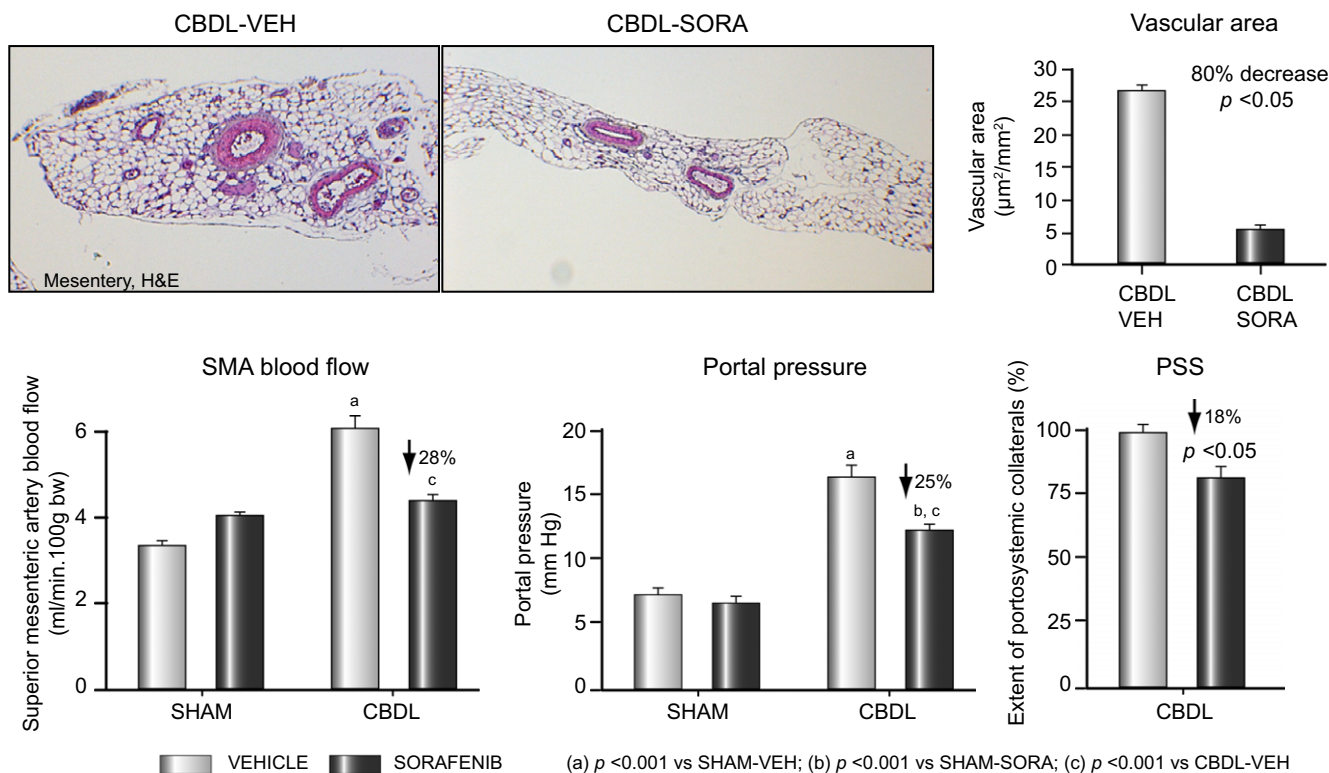 CBDL-VEH
CBDL-SORA
Mesentery, H&E
Vascular area
Vascular area
(µm²/mm²)
30
25
20
15
10
5
0
80% decrease
p <0.05
CBDL
VEH
CBDL
SORA
SMA blood flow
Superior mesenteric artery blood flow
(ml/min.100g bw)
6
4
2
0
a
28%
c
SHAM
CBDL
Portal pressure
Portal pressure
(mm Hg)
20
15
10
5
0
a
25%
b, c
SHAM
CBDL
PSS
Extent of portosystemic collaterals (%)
100
75
50
25
0
18%
p <0.05
CBDL
VEHICLE
SORAFENIB
(a) p <0.001 vs SHAM-VEH; (b) p <0.001 vs SHAM-SORA; (c) p <0.001 vs CBDL-VEH